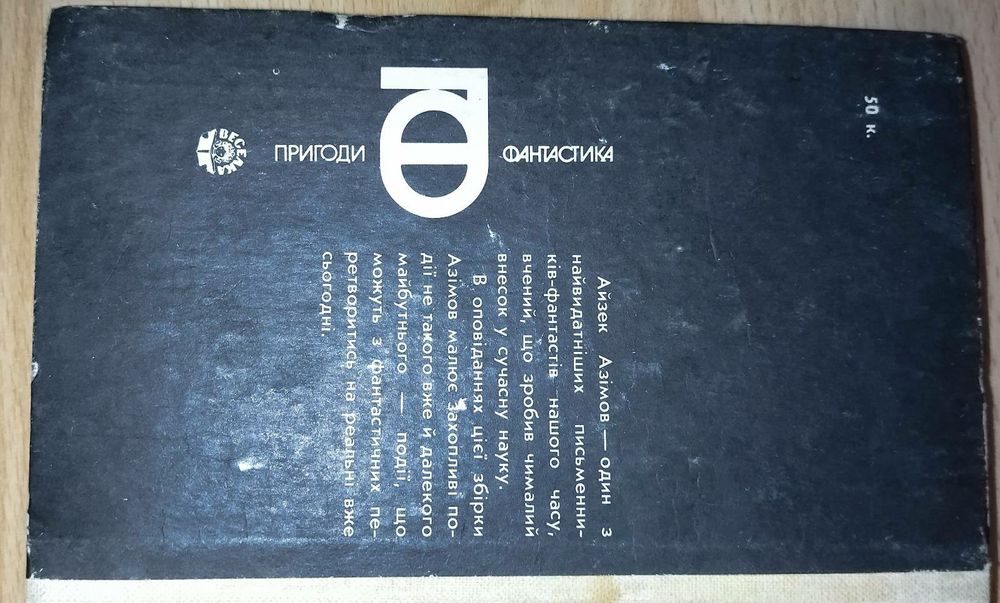 50 к.
Айзек Азімов — один з
найвидатніших письменни-
ків-фантастів нашого часу,
вчений, що зробив чималий
внесок у сучасну науку.
В оповіданнях цієї збірки
Азімов малює захопливі по-
дії не такого вже й далекого
майбутнього — події, що
можуть з фантастичних пе-
ретворитись на реальні вже
сьогодні.
ПРИГОДИ
ФАНТАСТИКА
ВЕСЕЛКА